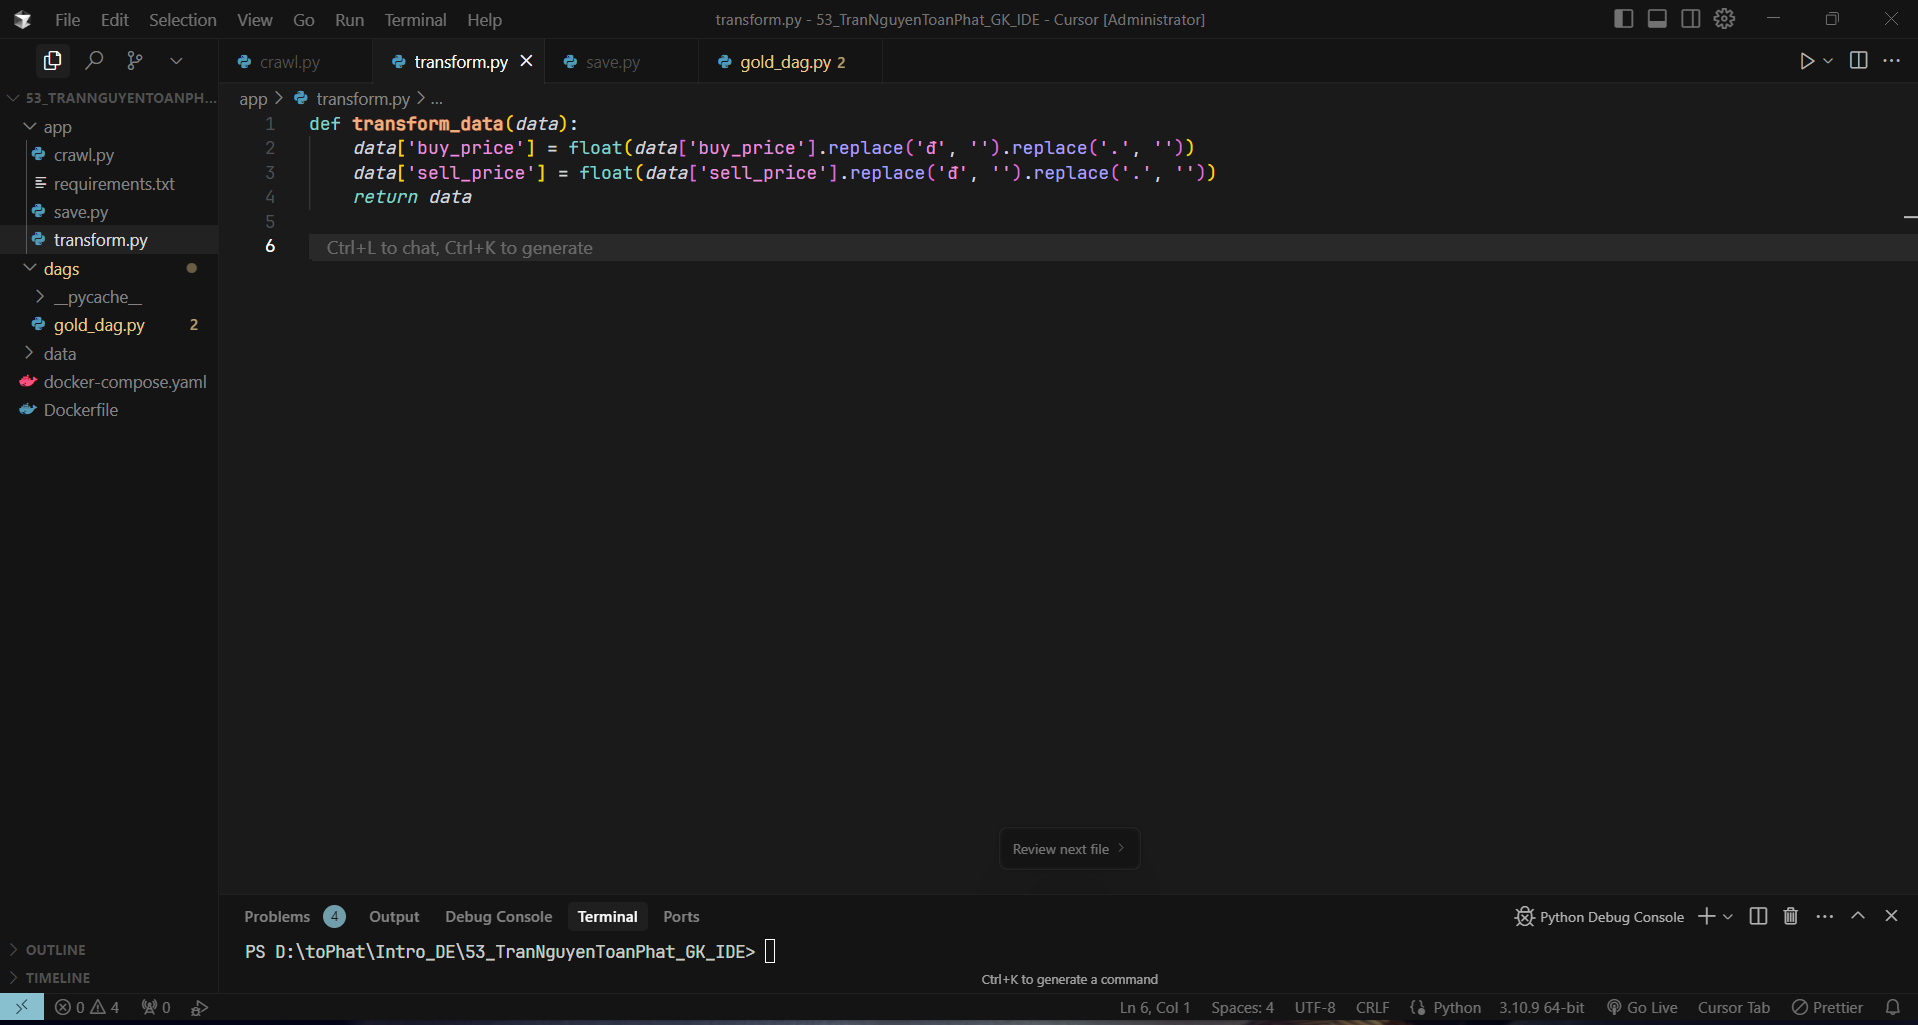 File Edit Selection View Go Run Terminal Help
transform.py - 53_TranNguyenToanPhat_GK_IDE - Cursor [Administrator]
crawl.py
transform.py
save.py
gold_dag.py 2
53_TRANNGUYENTOANPH...
app
crawl.py
requirements.txt
save.py
transform.py
dags
__pycache__
gold_dag.py 2
data
docker-compose.yaml
Dockerfile
OUTLINE
TIMELINE
app > transform.py > ...
1 def transform_data(data):
2 data['buy_price'] = float(data['buy_price'].replace('đ', '').replace('.', ''))
3 data['sell_price'] = float(data['sell_price'].replace('đ', '').replace('.', ''))
4 return data
5
6 Ctrl+L to chat, Ctrl+K to generate
Review next file
Problems 4 Output Debug Console Terminal Ports
Python Debug Console
PS D:\toPhat\Intro_DE\53_TranNguyenToanPhat_GK_IDE>
Ctrl+K to generate a command
0 4 0
Ln 6, Col 1 Spaces: 4 UTF-8 CRLF Python 3.10.9 64-bit Go Live Cursor Tab Prettier